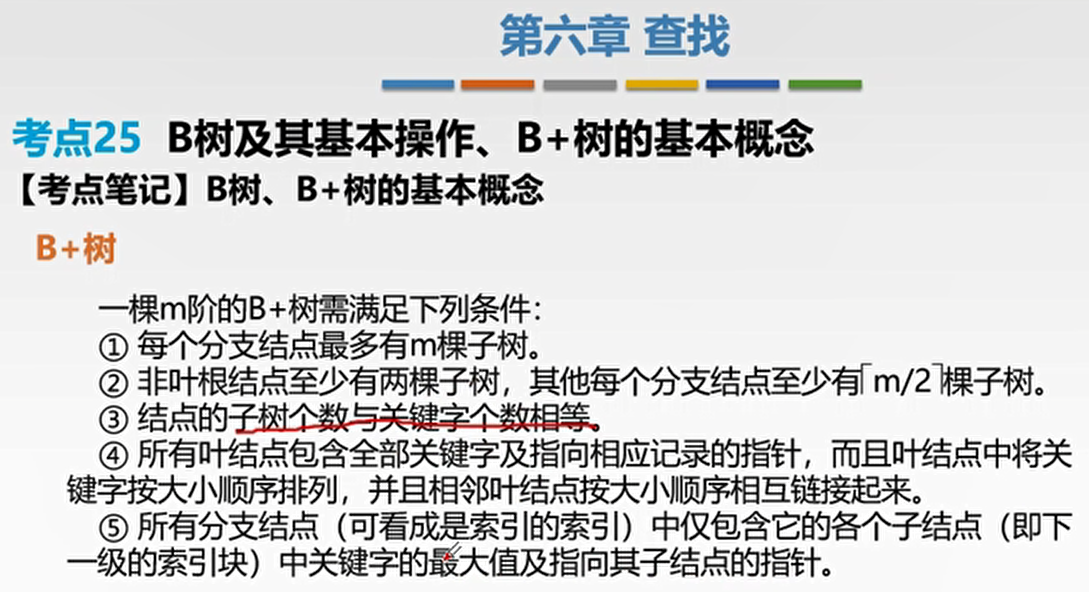 第六章 查找
考点25 B树及其基本操作、B+树的基本概念
【考点笔记】B树、B+树的基本概念
B+树
一棵m阶的B+树需满足下列条件：
① 每个分支结点最多有m棵子树。
② 非叶根结点至少有两棵子树，其他每个分支结点至少有⌈m/2⌉棵子树。
③ 结点的子树个数与关键字个数相等。
④ 所有叶结点包含全部关键字及指向相应记录的指针，而且叶结点中将关
键字按大小顺序排列，并且相邻叶结点按大小顺序相互链接起来。
⑤ 所有分支结点（可看成是索引的索引）中仅包含它的各个子结点（即下
一级的索引块）中关键字的最大值及指向其子结点的指针。